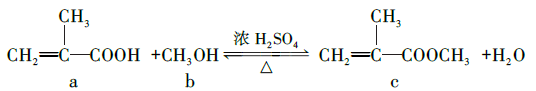 CH₃ CH₃
CH₂=C—COOH +CH₃OH 浓 H₂SO₄ ⇌ △ CH₂=C—COOCH₃ +H₂O
a b c